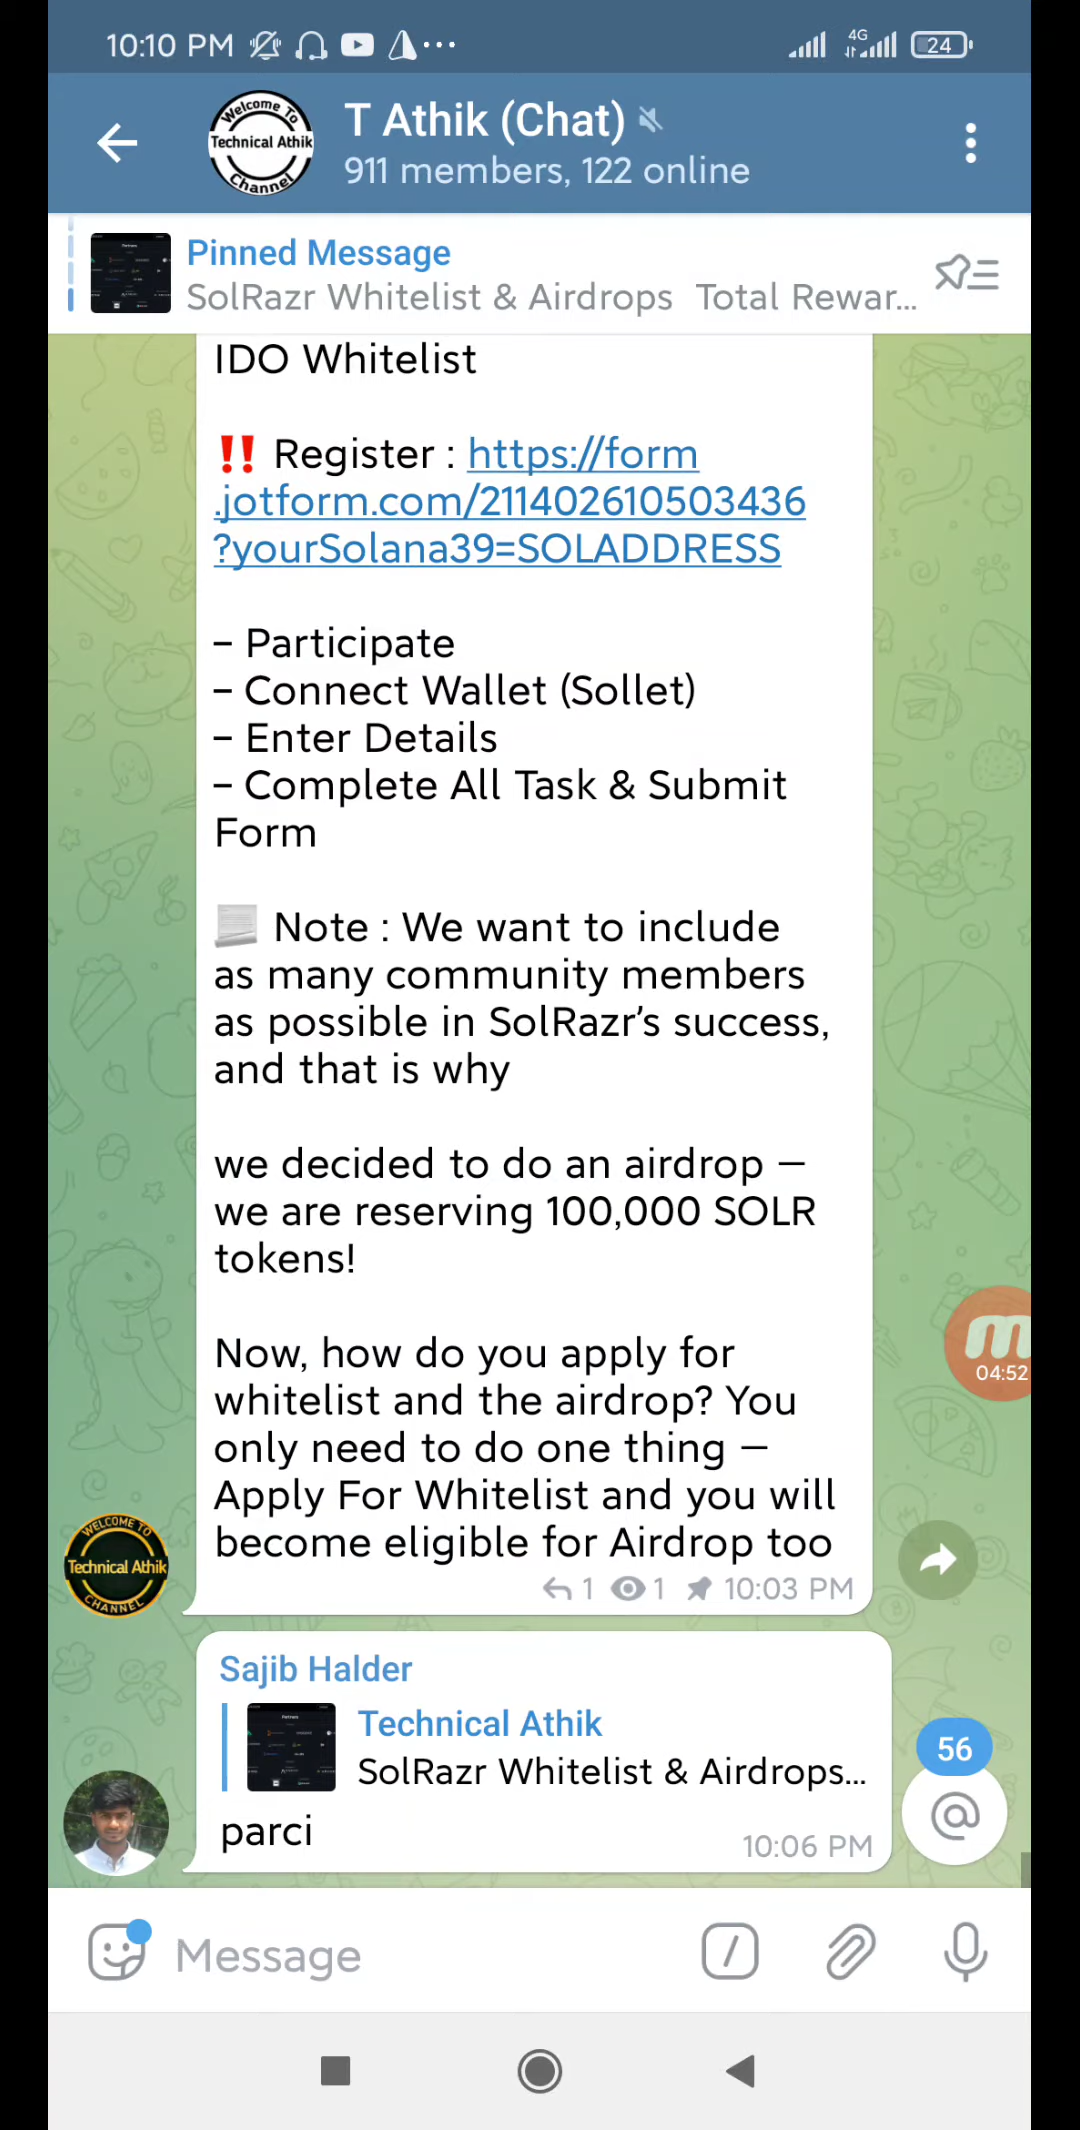 10:10 PM
4G
24
Welcome To
Technical Athik
Channel
T Athik (Chat)
911 members, 122 online
Pinned Message
SolRazr Whitelist & Airdrops Total Rewar...
IDO Whitelist
‼️ Register : https://form
.jotform.com/211402610503436
?yourSolana39=SOLADDRESS
– Participate
– Connect Wallet (Sollet)
– Enter Details
– Complete All Task & Submit
Form
📃 Note : We want to include
as many community members
as possible in SolRazr's success,
and that is why
we decided to do an airdrop —
we are reserving 100,000 SOLR
tokens!
04:52
Now, how do you apply for
whitelist and the airdrop? You
only need to do one thing —
Apply For Whitelist and you will
become eligible for Airdrop too
WELCOME TO
Technical Athik
CHANNEL
1 1 10:03 PM
Sajib Halder
Technical Athik
SolRazr Whitelist & Airdrops...
56
parci
10:06 PM
Message